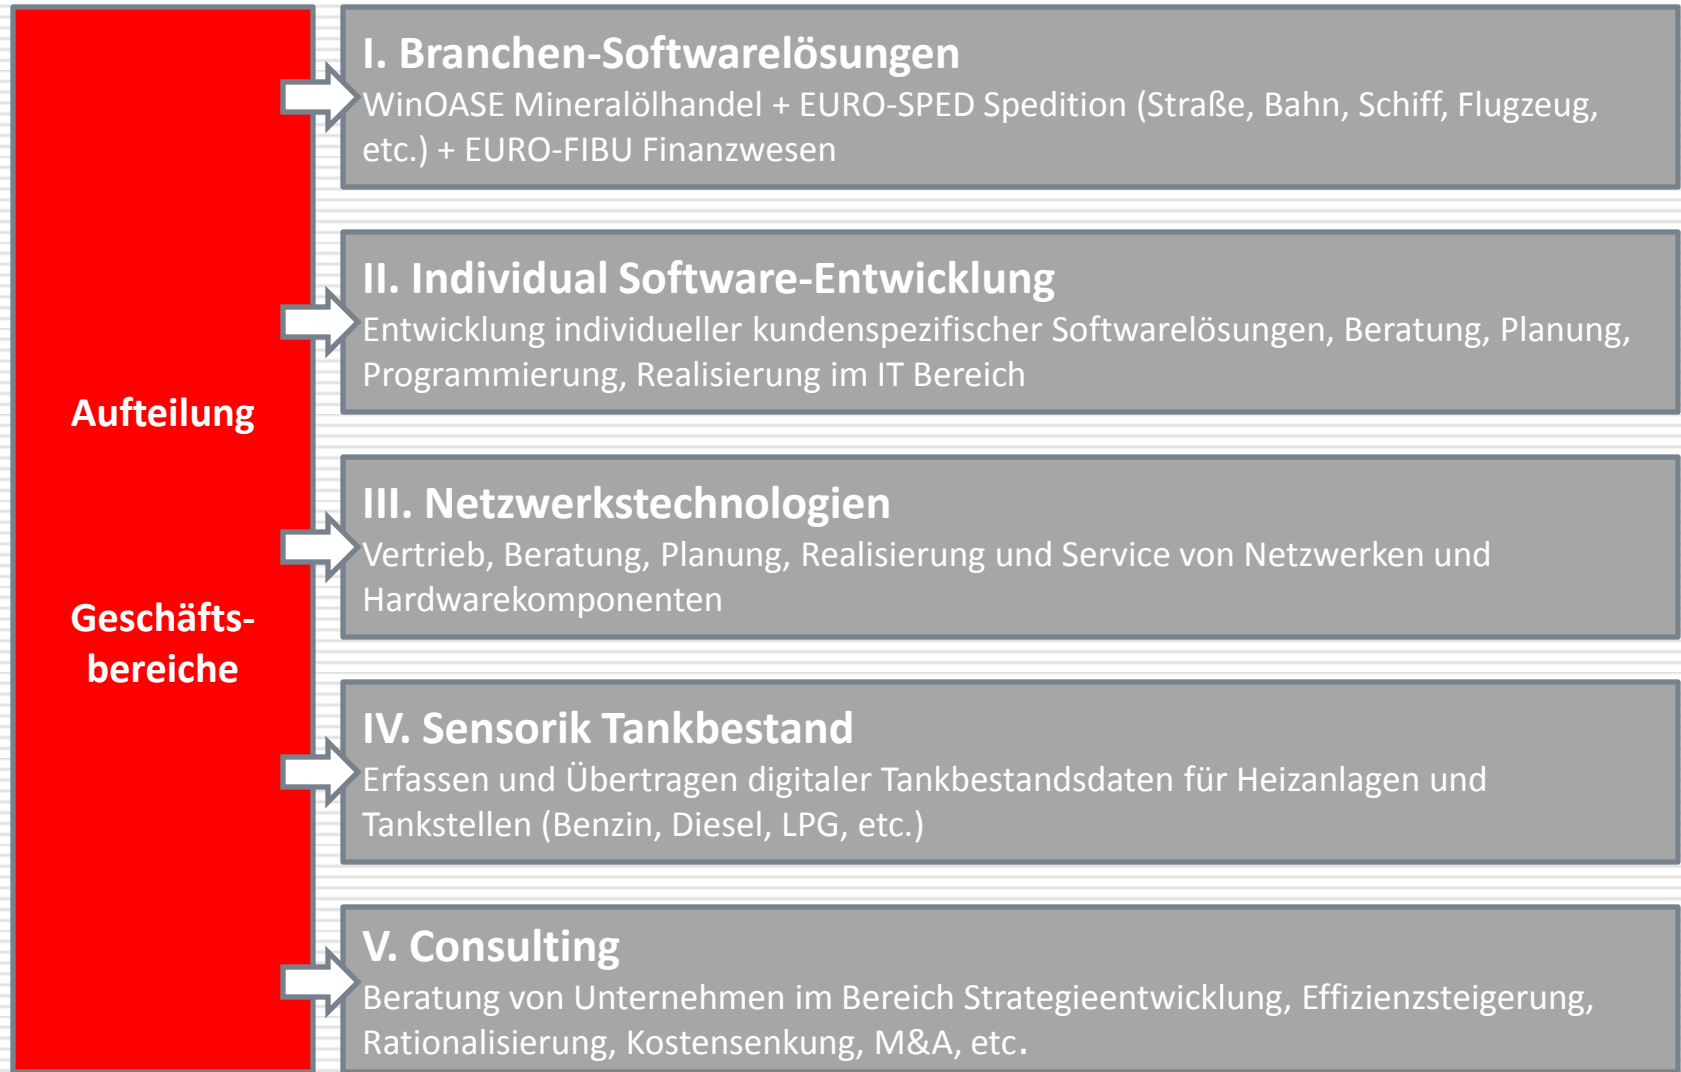 Aufteilung
Geschäfts-
bereiche
I. Branchen-Softwarelösungen
WinOASE Mineralölhandel + EURO-SPED Spedition (Straße, Bahn, Schiff, Flugzeug,
etc.) + EURO-FIBU Finanzwesen
II. Individual Software-Entwicklung
Entwicklung individueller kundenspezifischer Softwarelösungen, Beratung, Planung,
Programmierung, Realisierung im IT Bereich
III. Netzwerkstechnologien
Vertrieb, Beratung, Planung, Realisierung und Service von Netzwerken und
Hardwarekomponenten
IV. Sensorik Tankbestand
Erfassen und Übertragen digitaler Tankbestandsdaten für Heizanlagen und
Tankstellen (Benzin, Diesel, LPG, etc.)
V. Consulting
Beratung von Unternehmen im Bereich Strategieentwicklung, Effizienzsteigerung,
Rationalisierung, Kostensenkung, M&A, etc.